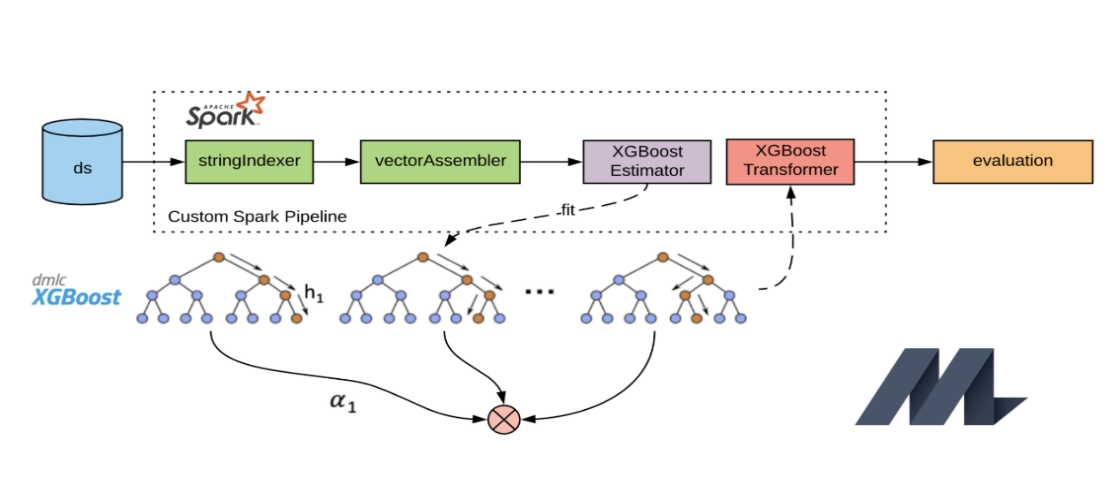 APACHE
Spark
ds
stringIndexer
vectorAssembler
XGBoost
Estimator
XGBoost
Transformer
evaluation
Custom Spark Pipeline
fit
dmlc
XGBoost
h₁
...
α₁